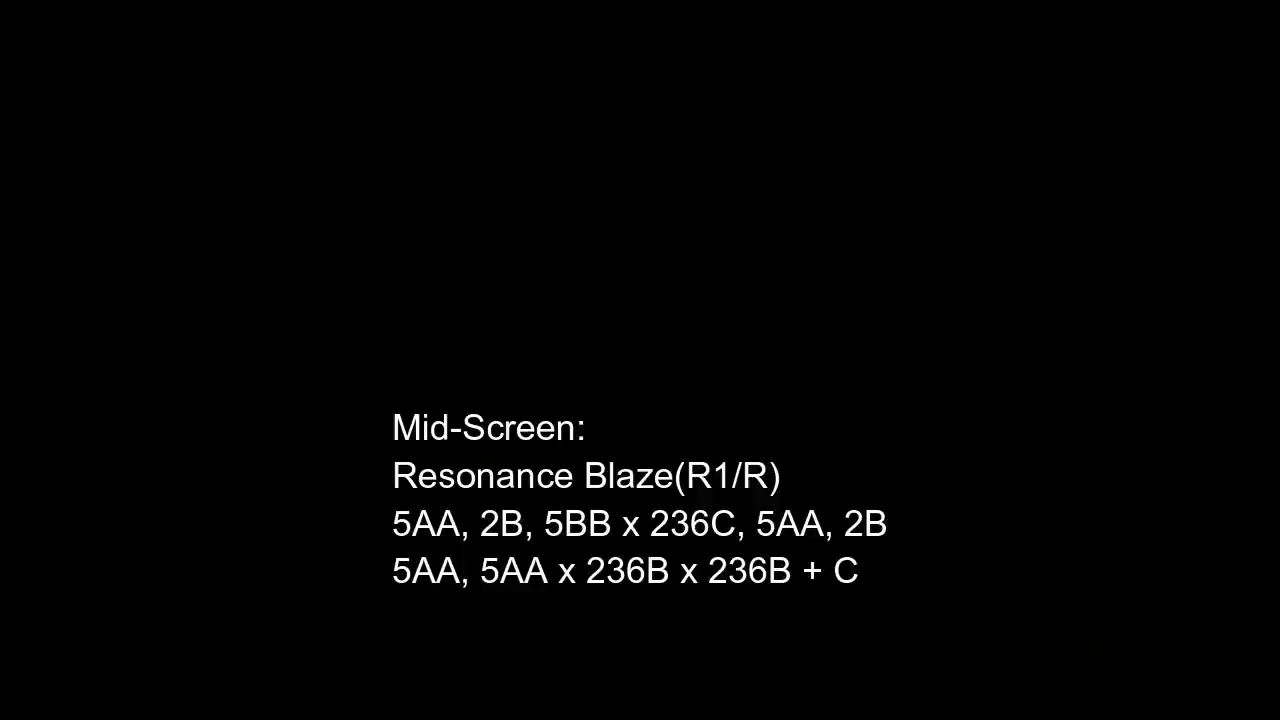 Mid-Screen:
Resonance Blaze(R1/R)
5AA, 2B, 5BB x 236C, 5AA, 2B
5AA, 5AA x 236B x 236B + C